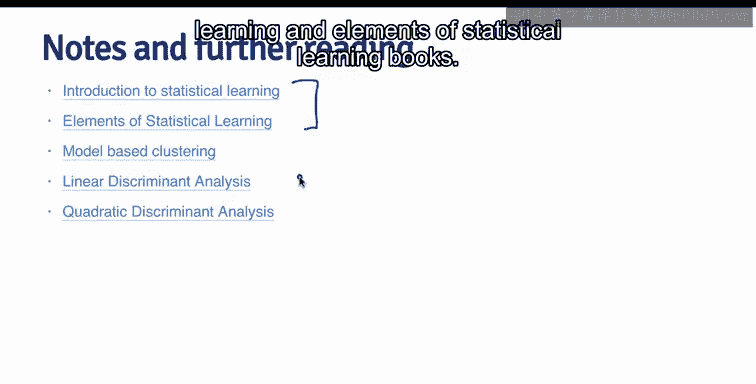 learning and elements of statistical
learning books.
Notes and further reading
Introduction to statistical learning
Elements of Statistical Learning
Model based clustering
Linear Discriminant Analysis
Quadratic Discriminant Analysis